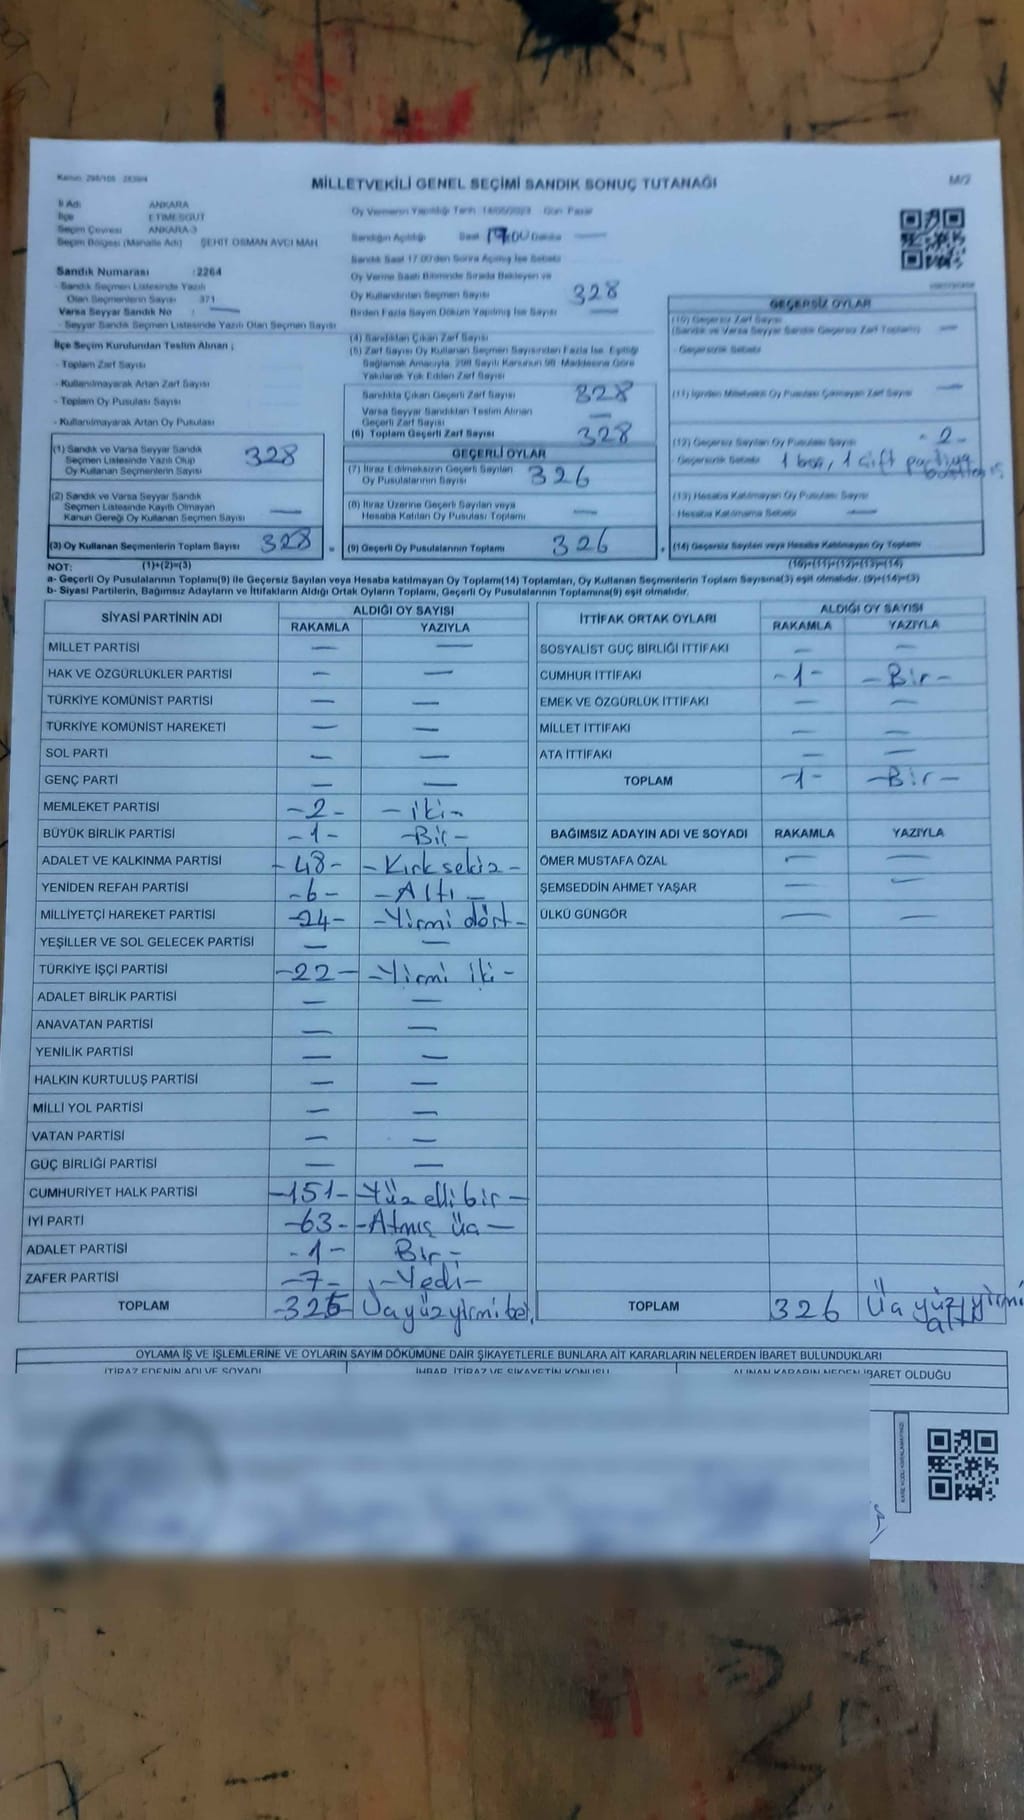 Kanun: 298/105 - 2839/4
MİLLETVEKİLİ GENEL SEÇİMİ SANDIK SONUÇ TUTANAĞI
M/2
İl Adı ANKARA
İlçe ETİMESGUT
Seçim Çevresi ANKARA-3
Seçim Bölgesi (Mahalle Adı) ŞEHİT OSMAN AVCI MAH.
Sandık Numarası :2264
- Sandık Seçmen Listesinde Yazılı
Olan Seçmenlerin Sayısı 371
Varsa Seyyar Sandık No : —
- Seyyar Sandık Seçmen Listesinde Yazılı Olan Seçmen Sayısı
İlçe Seçim Kurulundan Teslim Alınan ;
- Toplam Zarf Sayısı
- Kullanılmayarak Artan Zarf Sayısı
- Toplam Oy Pusulası Sayısı
- Kullanılmayarak Artan Oy Pusulası
(1) Sandık ve Varsa Seyyar Sandık
Seçmen Listesinde Yazılı Olup
Oy Kullanan Seçmenlerin Sayısı 328
(2) Sandık ve Varsa Seyyar Sandık
Seçmen Listesinde Kayıtlı Olmayan
Kanun Gereği Oy Kullanan Seçmen Sayısı —
(3) Oy Kullanan Seçmenlerin Toplam Sayısı 328
(1)+(2)=(3)
Oy Vermenin Yapıldığı Tarih: 14/05/2023 Gün: Pazar
Sandığın Açıldığı Saat 17:00 Dakika —
Sandık Saat 17.00'den Sonra Açılmış İse Sebebi
Oy Verme Saati Bitiminde Sırada Bekleyen ve
Oy Kullandırılan Seçmen Sayısı 328
Birden Fazla Sayım Döküm Yapılmış İse Sayısı —
(4) Sandıktan Çıkan Zarf Sayısı
(5) Zarf Sayısı Oy Kullanan Seçmen Sayısından Fazla İse, Eşitliği
Sağlamak Amacıyla, 298 Sayılı Kanunun 98. Maddesine Göre
Yakılarak Yok Edilen Zarf Sayısı
Sandıkta Çıkan Geçerli Zarf Sayısı 328
Varsa Seyyar Sandıktan Teslim Alınan
Geçerli Zarf Sayısı —
(6) Toplam Geçerli Zarf Sayısı 328
GEÇERLİ OYLAR
(7) İtiraz Edilmeksizin Geçerli Sayılan
Oy Pusulalarının Sayısı 326
(8) İtiraz Üzerine Geçerli Sayılan veya
Hesaba Katılan Oy Pusulası Toplamı —
= (9) Geçerli Oy Pusulalarının Toplamı 326
GEÇERSİZ OYLAR
(10) Geçersiz Zarf Sayısı
(Sandık ve Varsa Seyyar Sandık Geçersiz Zarf Toplamı) —
- Geçersizlik Sebebi
(11) İçinden Milletvekili Oy Pusulası Çıkmayan Zarf Sayısı —
(12) Geçersiz Sayılan Oy Pusulası Sayısı - 2 -
Geçersizlik Sebebi 1 boş, 1 çift partiye
(13) Hesaba Katılmayan Oy Pusulası Sayısı
- Hesaba Katılmama Sebebi —
+ (14) Geçersiz Sayılan veya Hesaba Katılmayan Oy Toplamı
(10)+(11)+(12)+(13)=(14)
NOT:
a- Geçerli Oy Pusulalarının Toplamı(9) ile Geçersiz Sayılan veya Hesaba katılmayan Oy Toplamı(14) Toplamları, Oy Kullanan Seçmenlerin Toplam Sayısına(3) eşit olmalıdır. (9)+(14)=(3)
b- Siyasi Partilerin, Bağımsız Adayların ve İttifakların Aldığı Ortak Oyların Toplamı, Geçerli Oy Pusulalarının Toplamına(9) eşit olmalıdır.
SİYASİ PARTİNİN ADI ALDIĞI OY SAYISI
RAKAMLA YAZIYLA
MİLLET PARTİSİ — —
HAK VE ÖZGÜRLÜKLER PARTİSİ — —
TÜRKİYE KOMÜNİST PARTİSİ — —
TÜRKİYE KOMÜNİST HAREKETİ — —
SOL PARTİ — —
GENÇ PARTİ — —
MEMLEKET PARTİSİ -2- -iki-
BÜYÜK BİRLİK PARTİSİ -1- -Bir-
ADALET VE KALKINMA PARTİSİ -48- -Kırksekiz-
YENİDEN REFAH PARTİSİ -6- -Altı-
MİLLİYETÇİ HAREKET PARTİSİ -24- -Yirmi dört-
YEŞİLLER VE SOL GELECEK PARTİSİ — —
TÜRKİYE İŞÇİ PARTİSİ -22- -Yirmi iki-
ADALET BİRLİK PARTİSİ — —
ANAVATAN PARTİSİ — —
YENİLİK PARTİSİ — —
HALKIN KURTULUŞ PARTİSİ — —
MİLLİ YOL PARTİSİ — —
VATAN PARTİSİ — —
GÜÇ BİRLİĞİ PARTİSİ — —
CUMHURİYET HALK PARTİSİ -151- -Yüz elli bir-
İYİ PARTİ -63- -Atmış üç-
ADALET PARTİSİ -1- Bir-
ZAFER PARTİSİ -7- -Yedi-
TOPLAM -325- Üçyüzyirmibeş
İTTİFAK ORTAK OYLARI ALDIĞI OY SAYISI
RAKAMLA YAZIYLA
SOSYALİST GÜÇ BİRLİĞİ İTTİFAKI — —
CUMHUR İTTİFAKI -1- -Bir-
EMEK VE ÖZGÜRLÜK İTTİFAKI — —
MİLLET İTTİFAKI — —
ATA İTTİFAKI — —
TOPLAM -1- -Bir-
BAĞIMSIZ ADAYIN ADI VE SOYADI RAKAMLA YAZIYLA
ÖMER MUSTAFA ÖZAL — —
ŞEMSEDDİN AHMET YAŞAR — —
ÜLKÜ GÜNGÖR — —
TOPLAM 326 Üç yüz yirmi
altı
OYLAMA İŞ VE İŞLEMLERİNE VE OYLARIN SAYIM DÖKÜMÜNE DAİR ŞİKAYETLERLE BUNLARA AİT KARARLARIN NELERDEN İBARET BULUNDUKLARI
İTİRAZ EDENİN ADI VE SOYADI İHBAR, İTİRAZ VE ŞİKAYETİN KONUSU ALINAN KARARIN NEDEN İBARET OLDUĞU